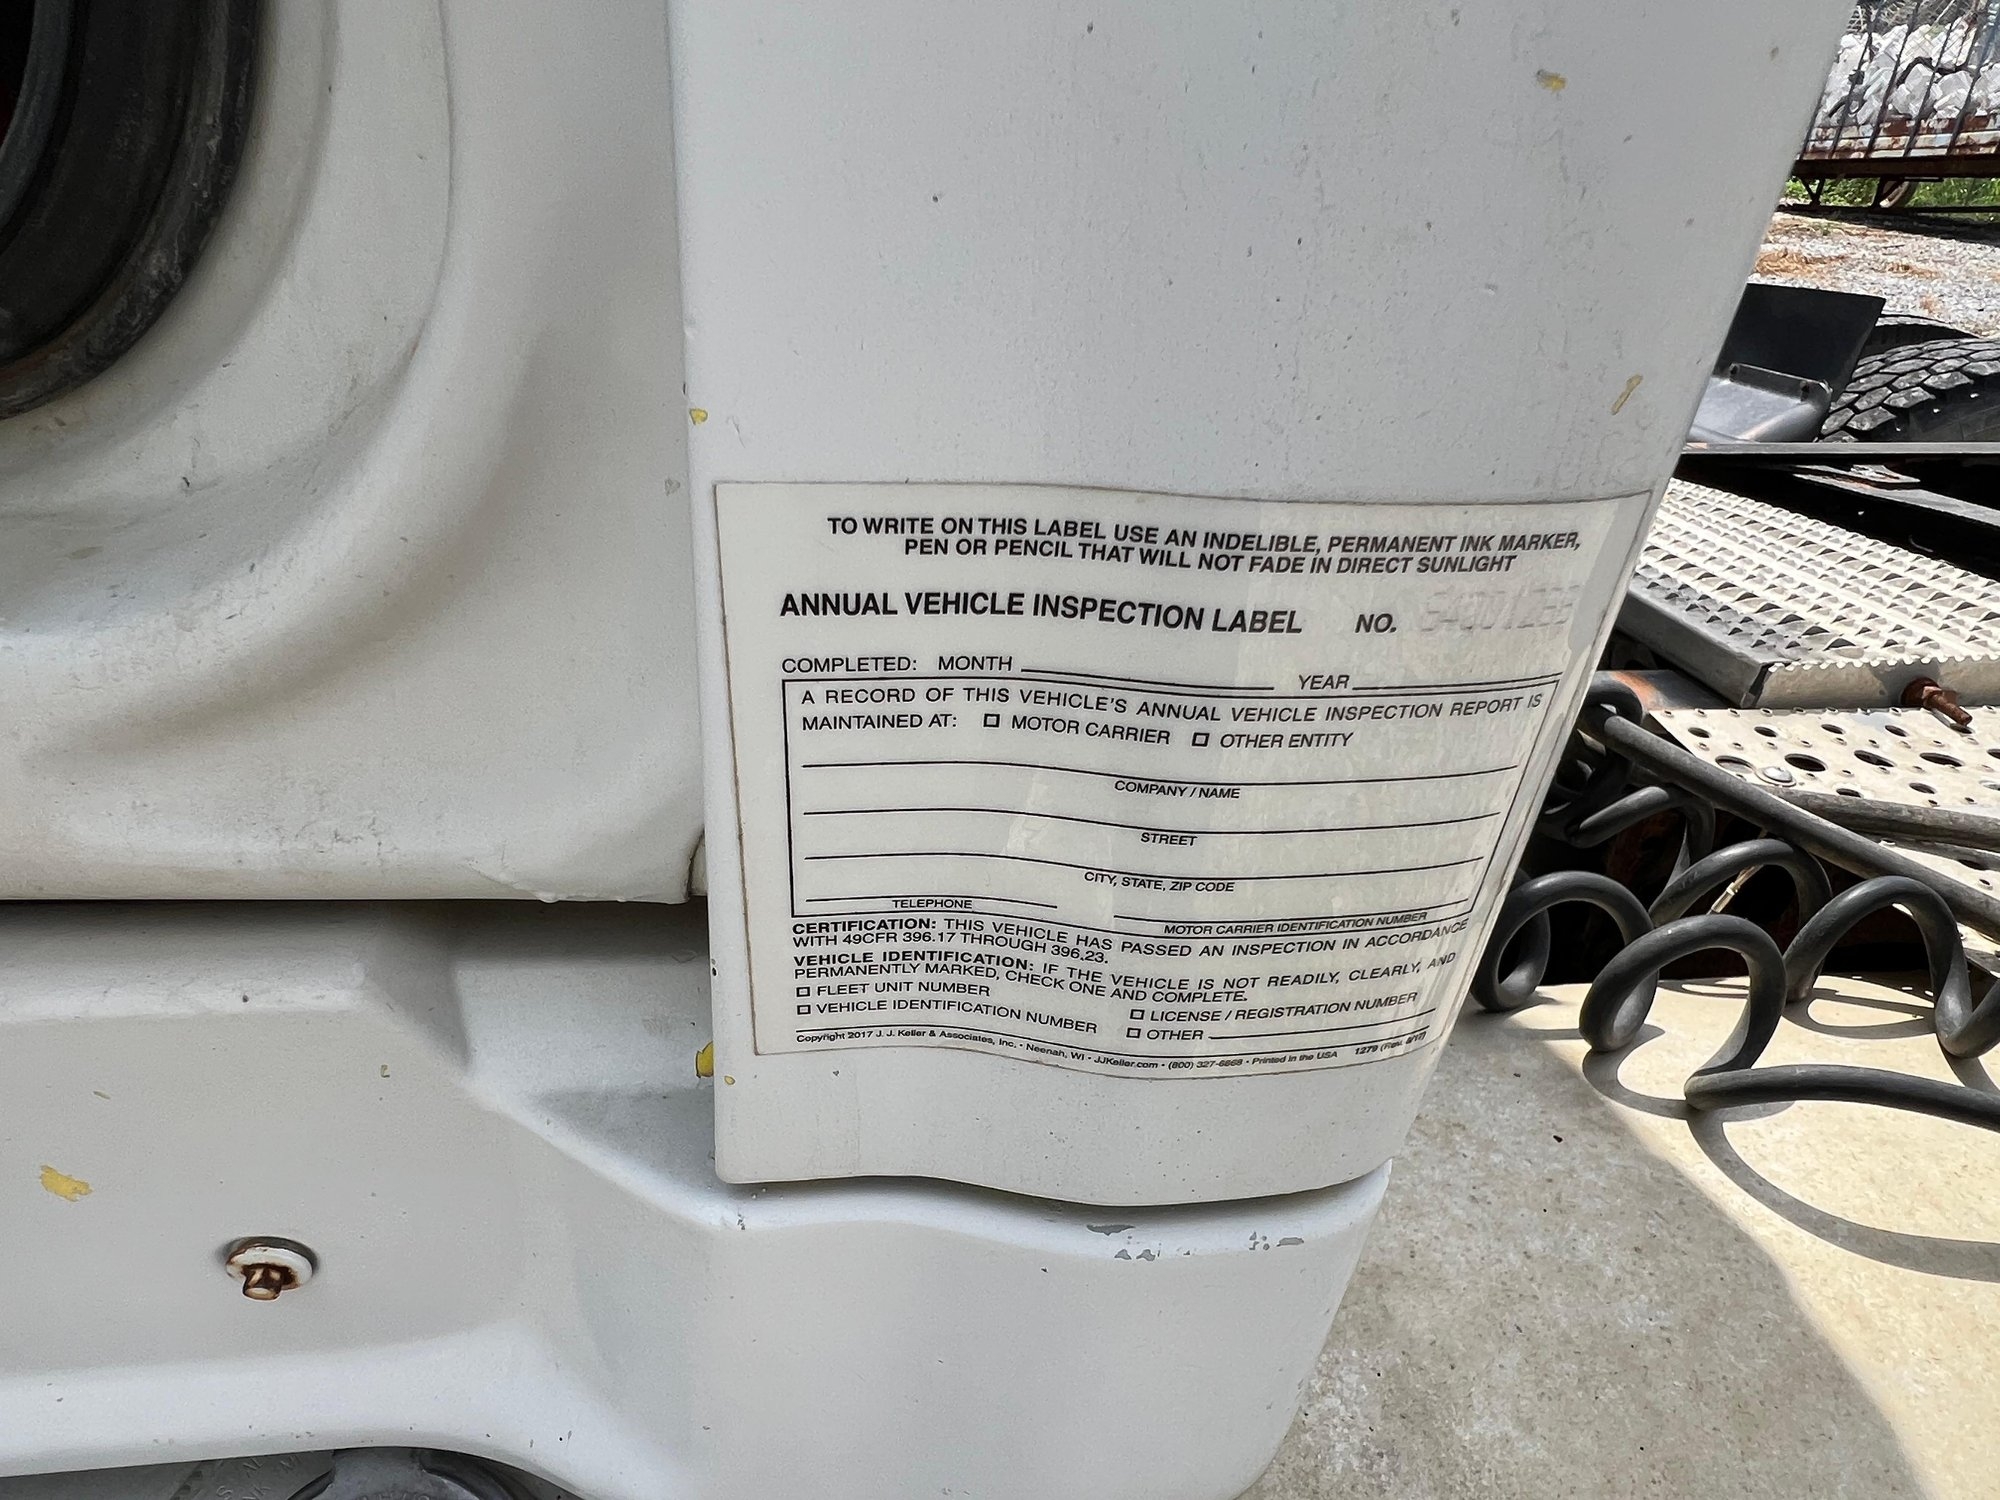 TO WRITE ON THIS LABEL USE AN INDELIBLE, PERMANENT INK MARKER,
PEN OR PENCIL THAT WILL NOT FADE IN DIRECT SUNLIGHT
ANNUAL VEHICLE INSPECTION LABEL NO.
COMPLETED: MONTH YEAR
A RECORD OF THIS VEHICLE'S ANNUAL VEHICLE INSPECTION REPORT IS
MAINTAINED AT: MOTOR CARRIER OTHER ENTITY
COMPANY / NAME
STREET
CITY, STATE, ZIP CODE
TELEPHONE MOTOR CARRIER IDENTIFICATION NUMBER
CERTIFICATION: THIS VEHICLE HAS PASSED AN INSPECTION IN ACCORDANCE
WITH 49CFR 396.17 THROUGH 396.23.
VEHICLE IDENTIFICATION: IF THE VEHICLE IS NOT READILY, CLEARLY, AND
PERMANENTLY MARKED, CHECK ONE AND COMPLETE.
FLEET UNIT NUMBER LICENSE / REGISTRATION NUMBER
VEHICLE IDENTIFICATION NUMBER OTHER
Copyright 2017 J. J. Keller & Associates, Inc. • Neenah, WI • JJKeller.com • (800) 327-6868 • Printed in the USA 1279 (Rev.